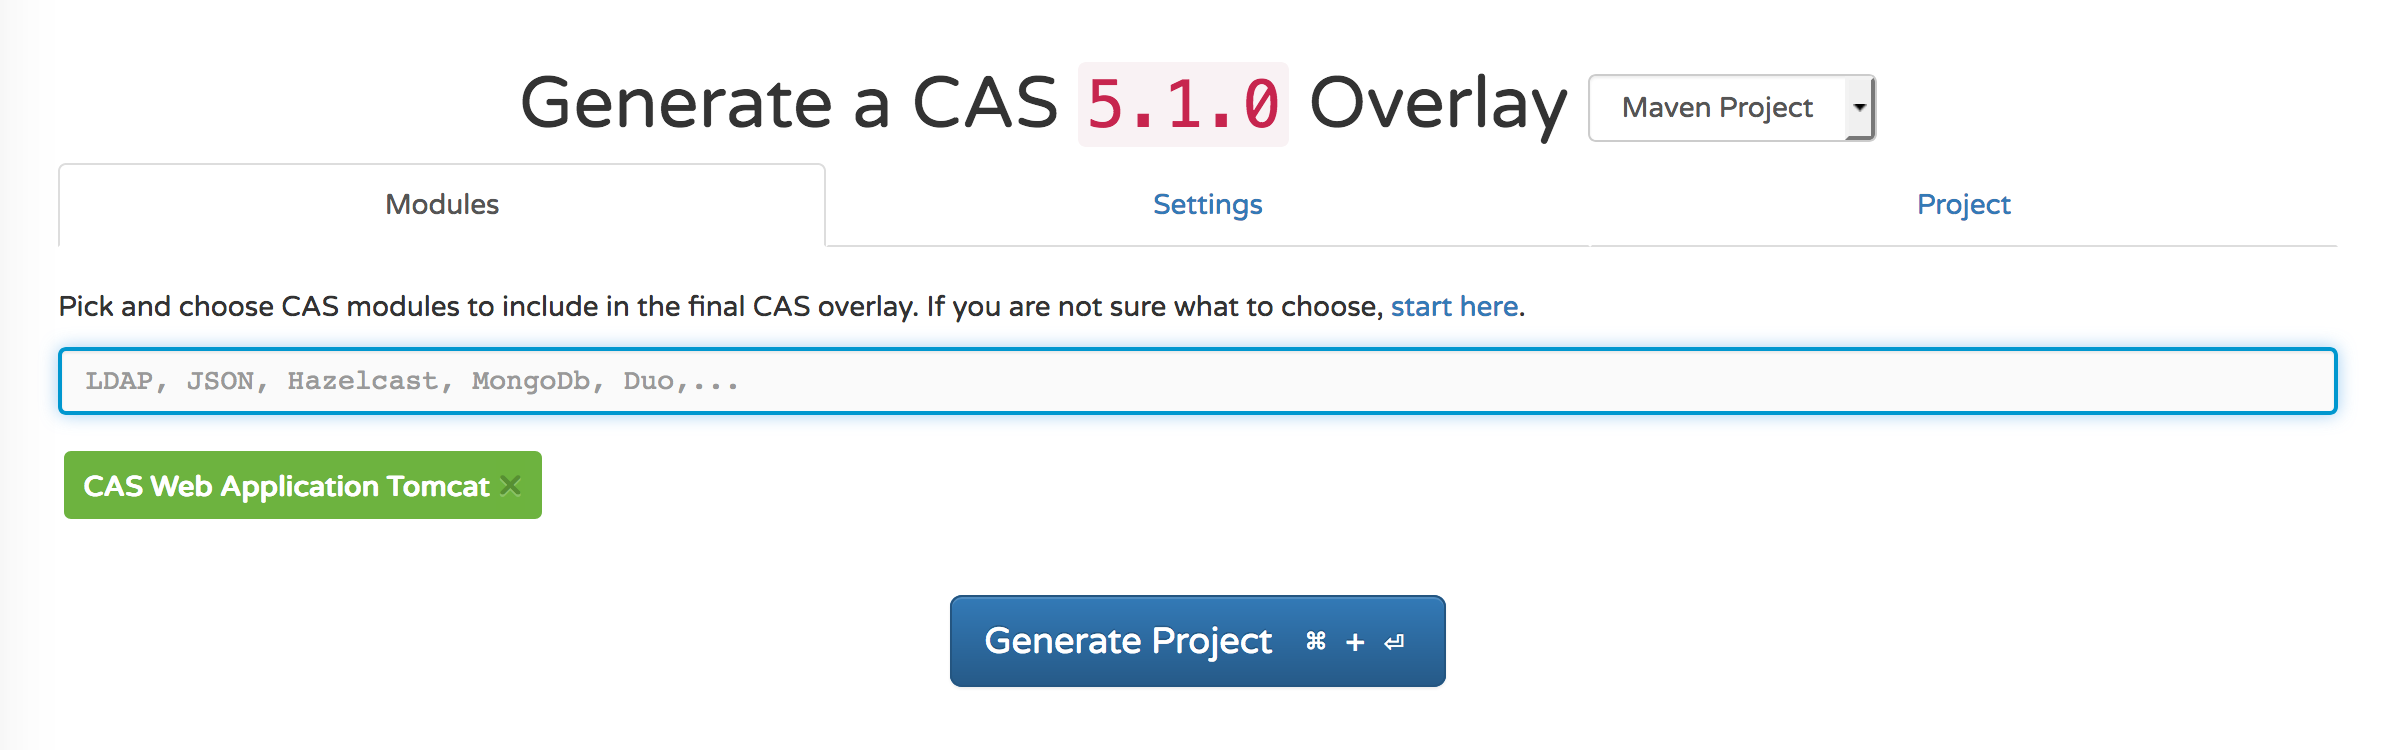 Generate a CAS 5.1.0 Overlay Maven Project
Modules Settings Project
Pick and choose CAS modules to include in the final CAS overlay. If you are not sure what to choose, start here.
LDAP, JSON, Hazelcast, MongoDb, Duo,...
CAS Web Application Tomcat ×
Generate Project ⌘ + ⏎